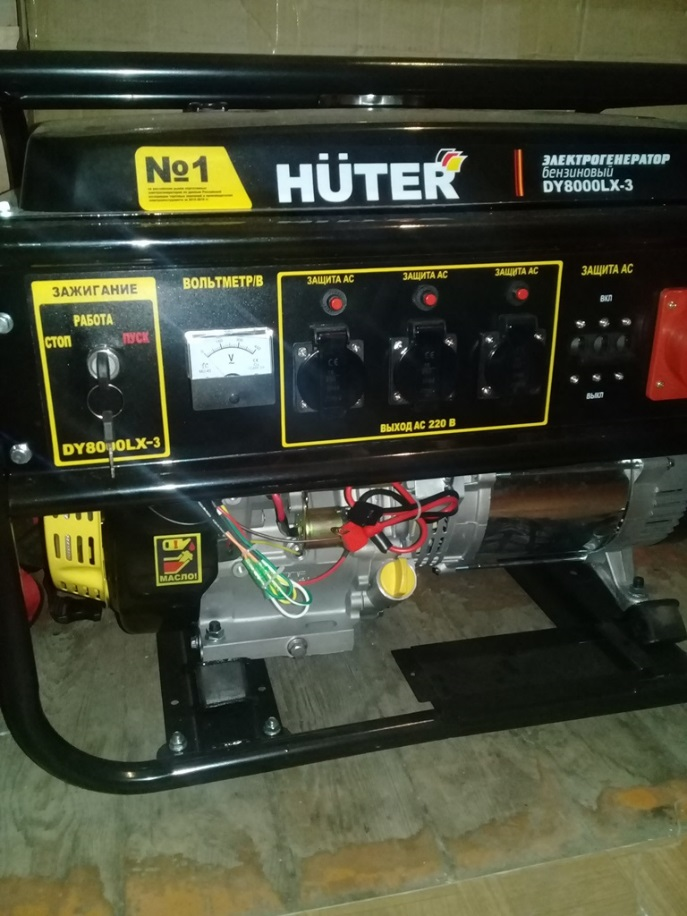 №1
HÜTER
ЭЛЕКТРОГЕНЕРАТОР
бензиновый
DY8000LX-3
ЗАЖИГАНИЕ
РАБОТА
СТОП
ПУСК
DY8000LX-3
ВОЛЬТМЕТР/В
V
ЗАЩИТА АС
ЗАЩИТА АС
ЗАЩИТА АС
ВЫХОД АС 220 В
ЗАЩИТА АС
ВКЛ
ВЫКЛ
МАСЛО!